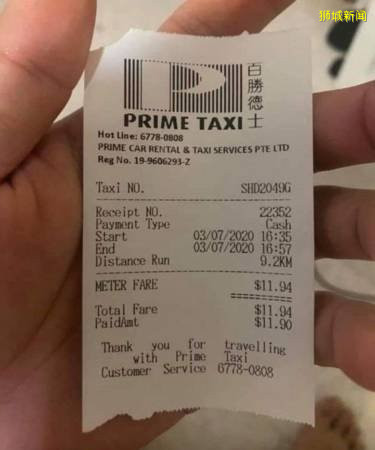 狮城新闻
百勝德士
PRIME TAXI
Hot Line: 6778-0808
PRIME CAR RENTAL & TAXI SERVICES PTE LTD
Reg No. 19-9606293-Z
Taxi NO. SHD2049G
Receipt NO. 22352
Payment Type Cash
Start 03/07/2020 16:35
End 03/07/2020 16:57
Distance Run 9.2KM
METER FARE $11.94
Total Fare $11.94
PaidAmt $11.90
Thank you for travelling
with Prime Taxi
Customer Service 6778-0808